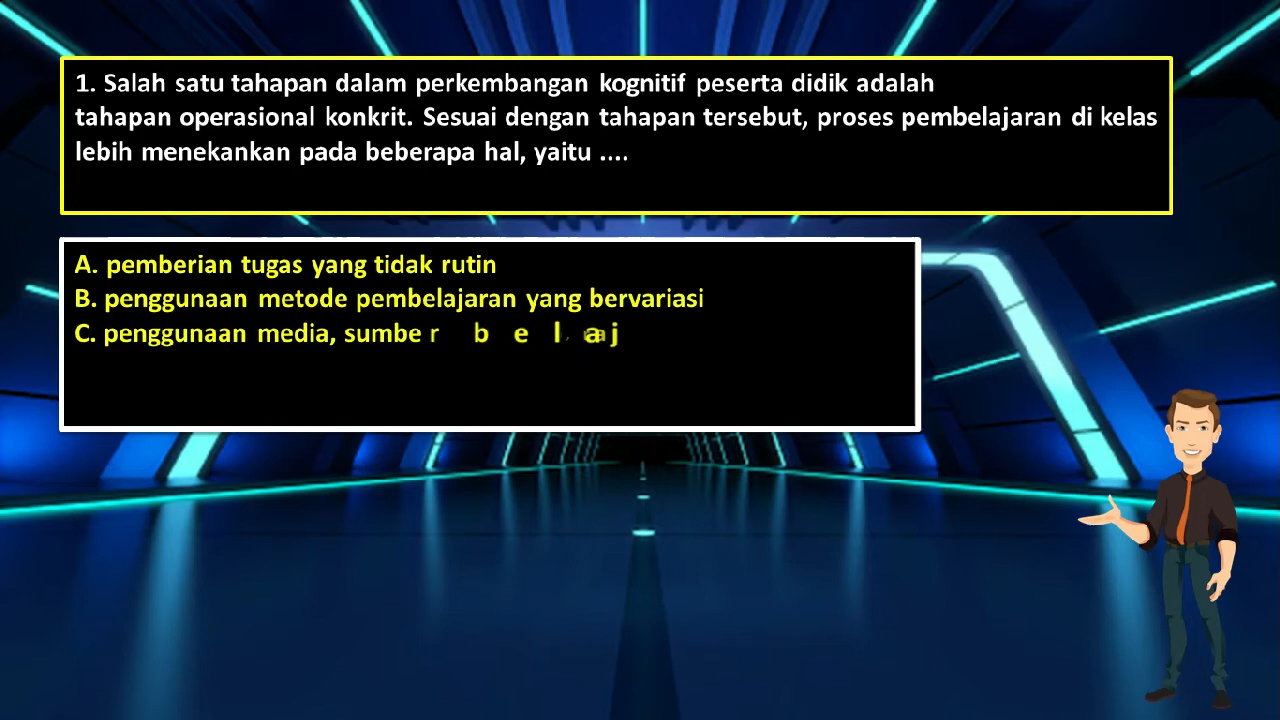 1. Salah satu tahapan dalam perkembangan kognitif peserta didik adalah
tahapan operasional konkrit. Sesuai dengan tahapan tersebut, proses pembelajaran di kelas
lebih menekankan pada beberapa hal, yaitu ....
A. pemberian tugas yang tidak rutin
B. penggunaan metode pembelajaran yang bervariasi
C. penggunaan media, sumber belaj